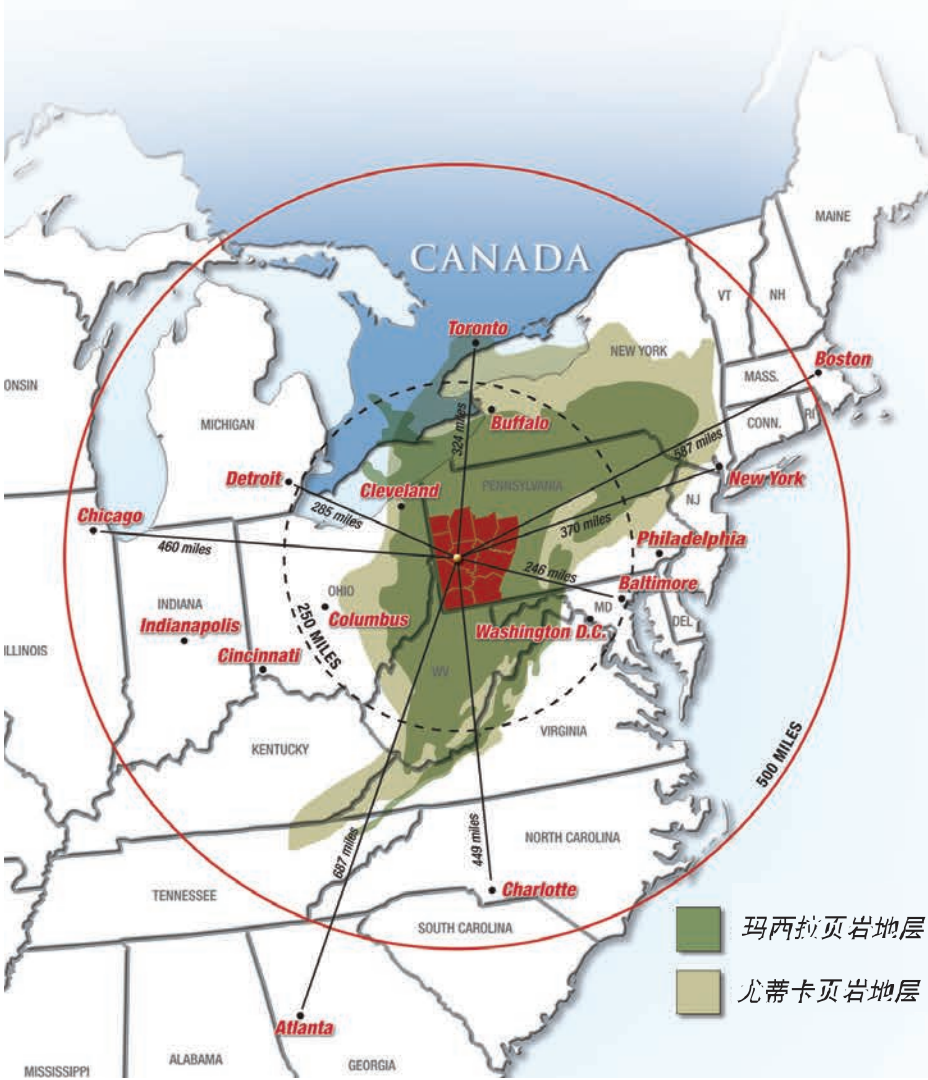 CANADA
MAINE
VT
NH
Toronto
NEW YORK
Boston
ONSIN
MASS.
MICHIGAN
324 miles
Buffalo
CONN.
RI
587 miles
Detroit
Cleveland
PENNSYLVANIA
New York
NJ
285 miles
Chicago
370 miles
460 miles
Philadelphia
246 miles
OHIO
Baltimore
INDIANA
250 MILES
Columbus
MD
DEL
Indianapolis
Washington D.C.
ILLINOIS
Cincinnati
WV
VIRGINIA
KENTUCKY
500 MILES
687 miles
449 miles
NORTH CAROLINA
TENNESSEE
Charlotte
SOUTH CAROLINA
玛西拉页岩地层
尤蒂卡页岩地层
Atlanta
ALABAMA
GEORGIA
MISSISSIPPI